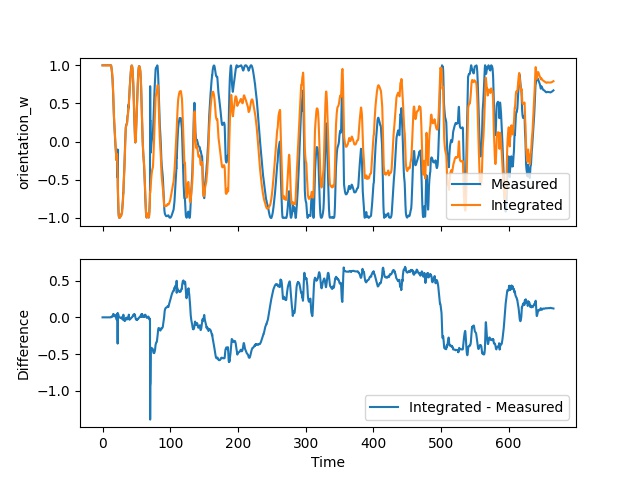 1.0
0.5
0.0
−0.5
−1.0
orientation_w
Measured
Integrated
0.5
0.0
−0.5
−1.0
Difference
Integrated - Measured
0 100 200 300 400 500 600
Time